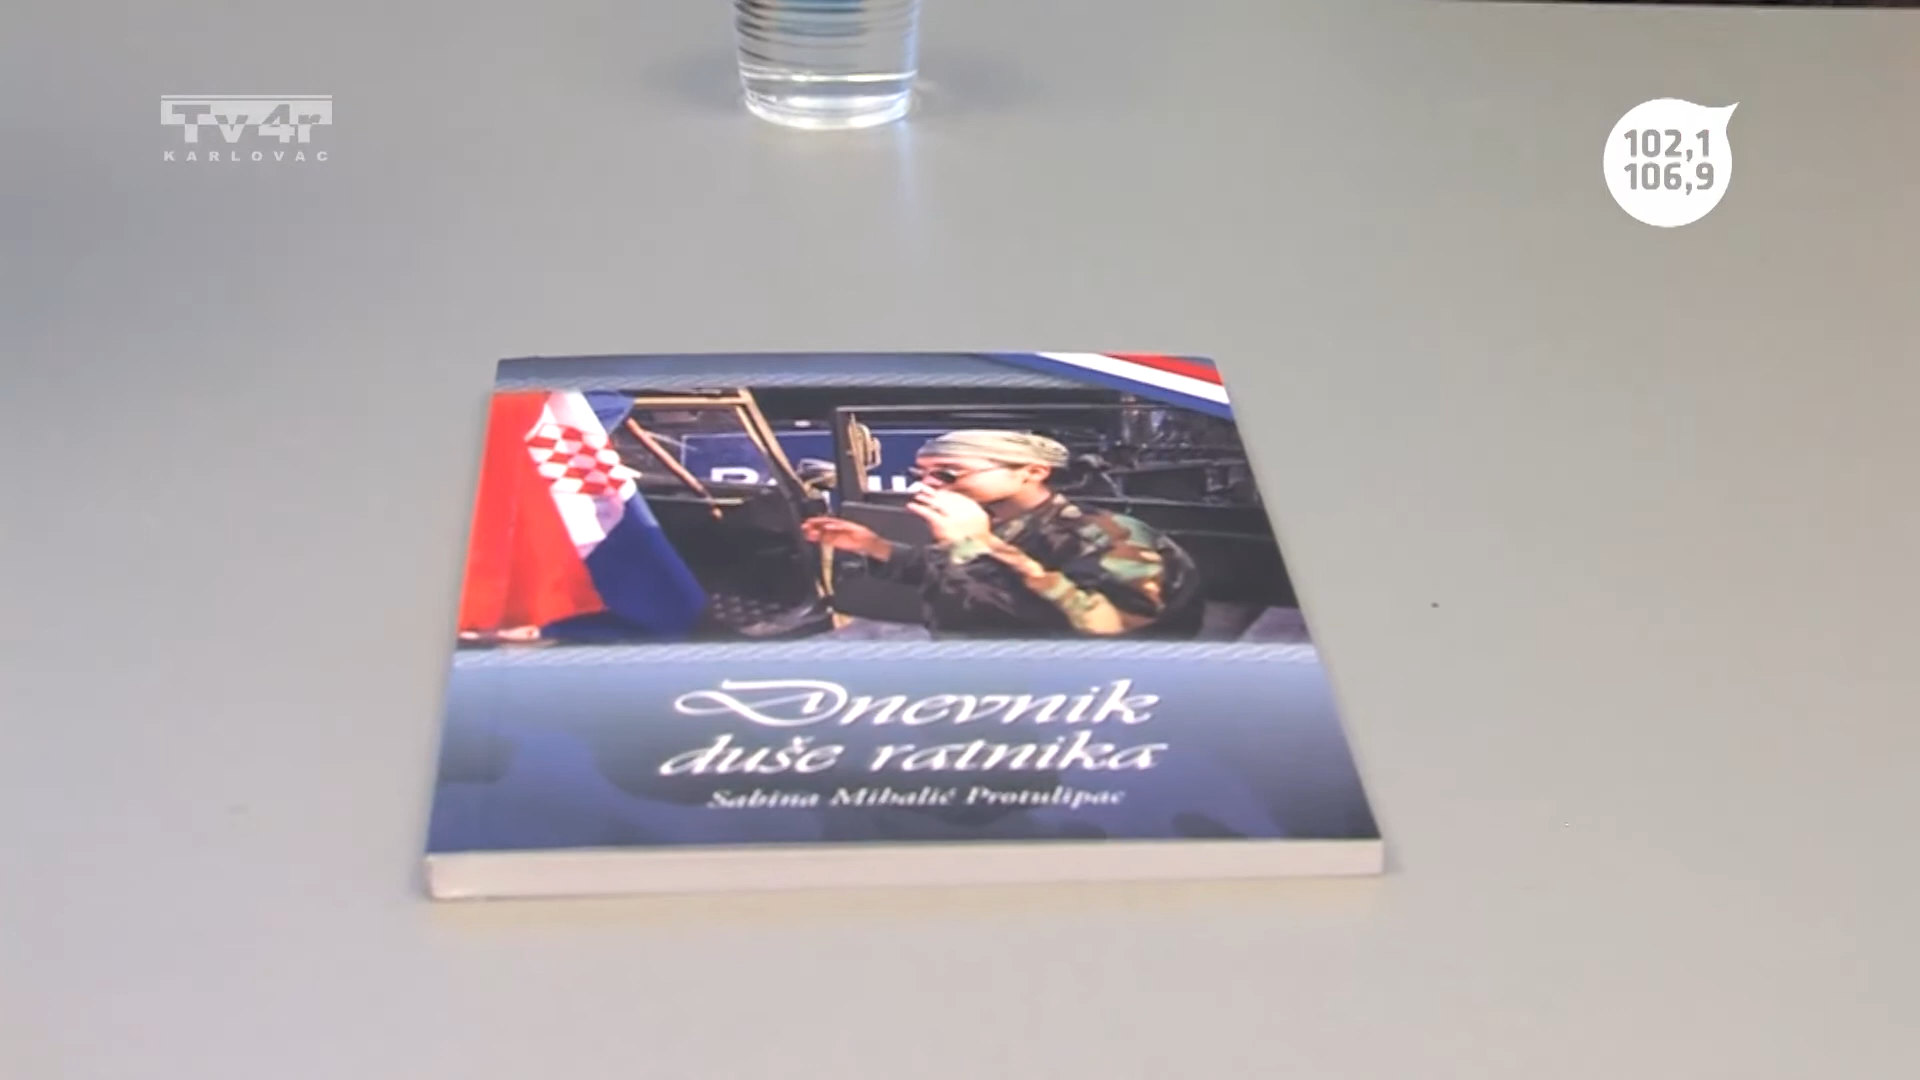 Tv4r
KARLOVAC
102,1
106,9
Dnevnik
duše ratnika
Sabina Mihalić Protulipac